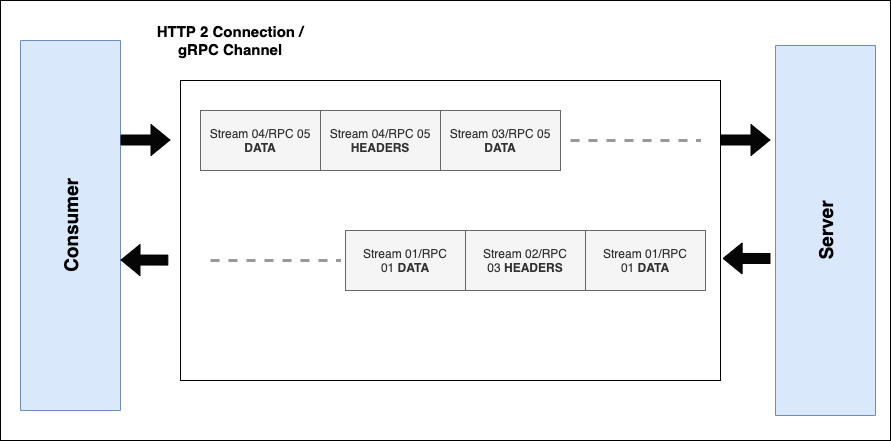 HTTP 2 Connection /
gRPC Channel
Consumer
Stream 04/RPC 05
DATA
Stream 04/RPC 05
HEADERS
Stream 03/RPC 05
DATA
Stream 01/RPC
01 DATA
Stream 02/RPC
03 HEADERS
Stream 01/RPC
01 DATA
Server